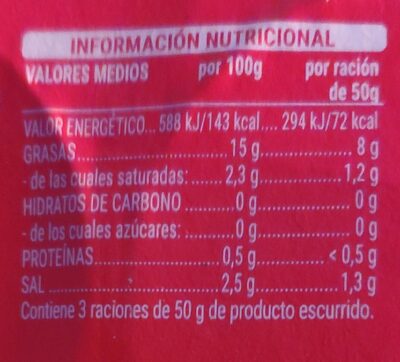 INFORMACIÓN NUTRICIONAL
VALORES MEDIOS por 100g por ración de 50g
VALOR ENERGÉTICO... 588 kJ/143 kcal.... 294 kJ/72 kcal
GRASAS..................... 15 g.................8 g
- de las cuales saturadas:...... 2,3 g..............1,2 g
HIDRATOS DE CARBONO ..........0 g................. 0 g
- de los cuales azúcares: ..........0 g................. 0 g
PROTEÍNAS......................0,5 g............< 0,5 g
SAL ..............................2,5 g..............1,3 g
Contiene 3 raciones de 50 g de producto escurrido.